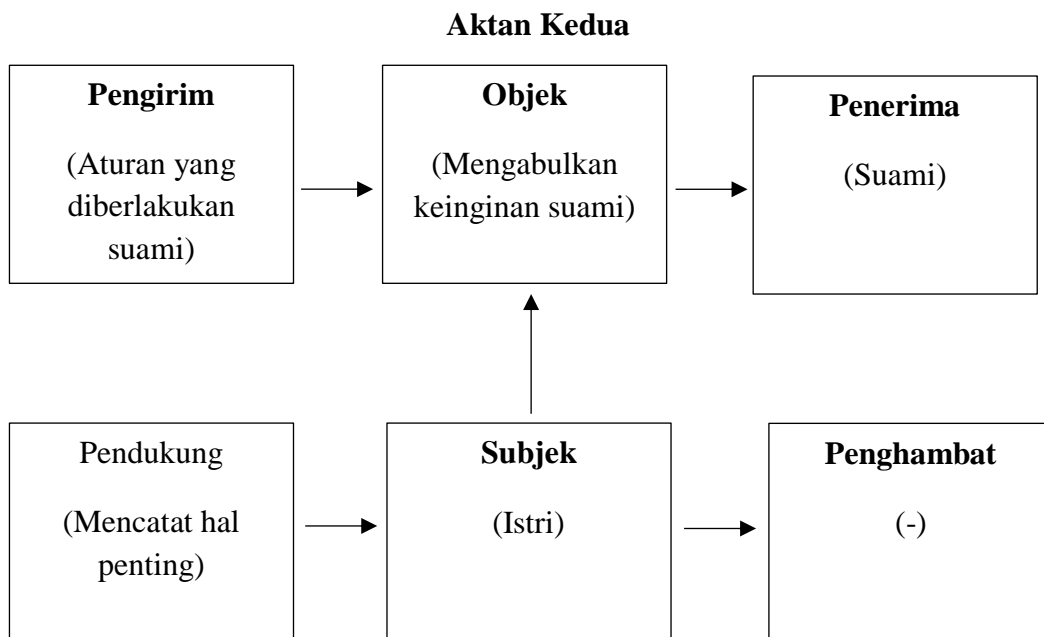 Aktan Kedua
Pengirim
(Aturan yang
diberlakukan
suami)
Objek
(Mengabulkan
keinginan suami)
Penerima
(Suami)
Pendukung
(Mencatat hal
penting)
Subjek
(Istri)
Penghambat
(-)